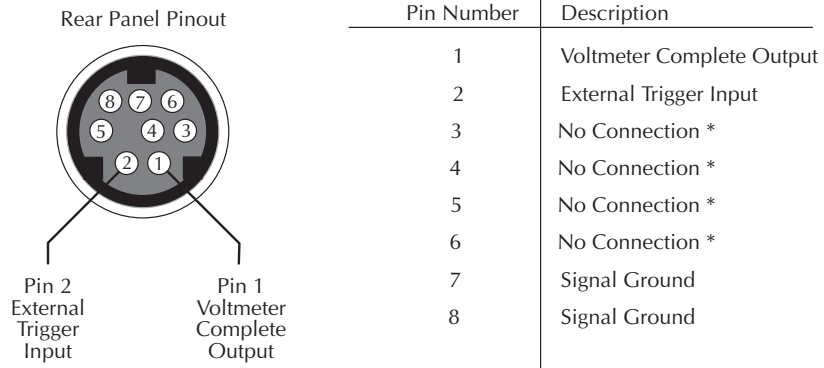 Rear Panel Pinout
8 7 6
5 4 3
2 1
Pin 2
External
Trigger
Input
Pin 1
Voltmeter
Complete
Output
Pin Number Description
1 Voltmeter Complete Output
2 External Trigger Input
3 No Connection *
4 No Connection *
5 No Connection *
6 No Connection *
7 Signal Ground
8 Signal Ground